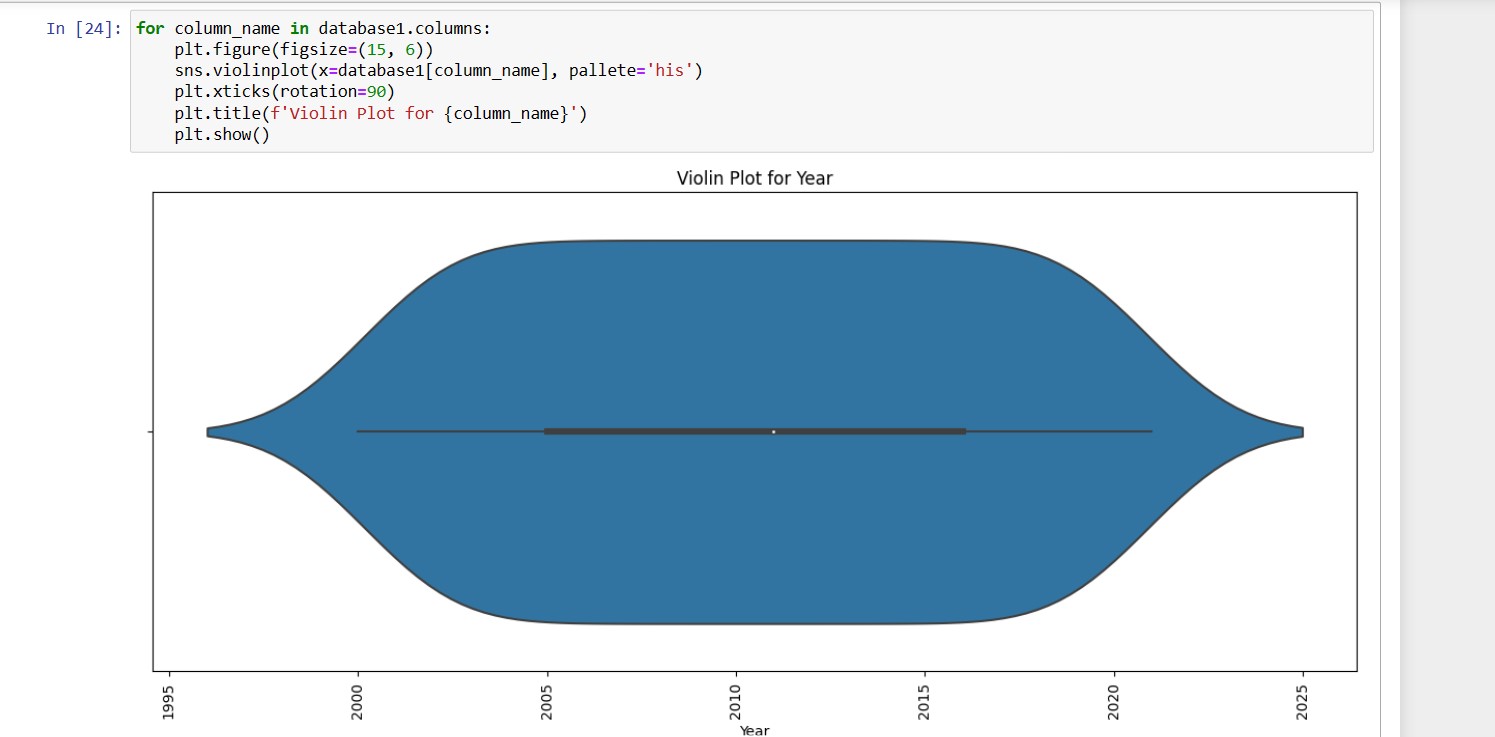 In [24]: for column_name in database1.columns:
plt.figure(figsize=(15, 6))
sns.violinplot(x=database1[column_name], pallete='his')
plt.xticks(rotation=90)
plt.title(f'Violin Plot for {column_name}')
plt.show()
Violin Plot for Year
1995 2000 2005 2010 2015 2020 2025
Year